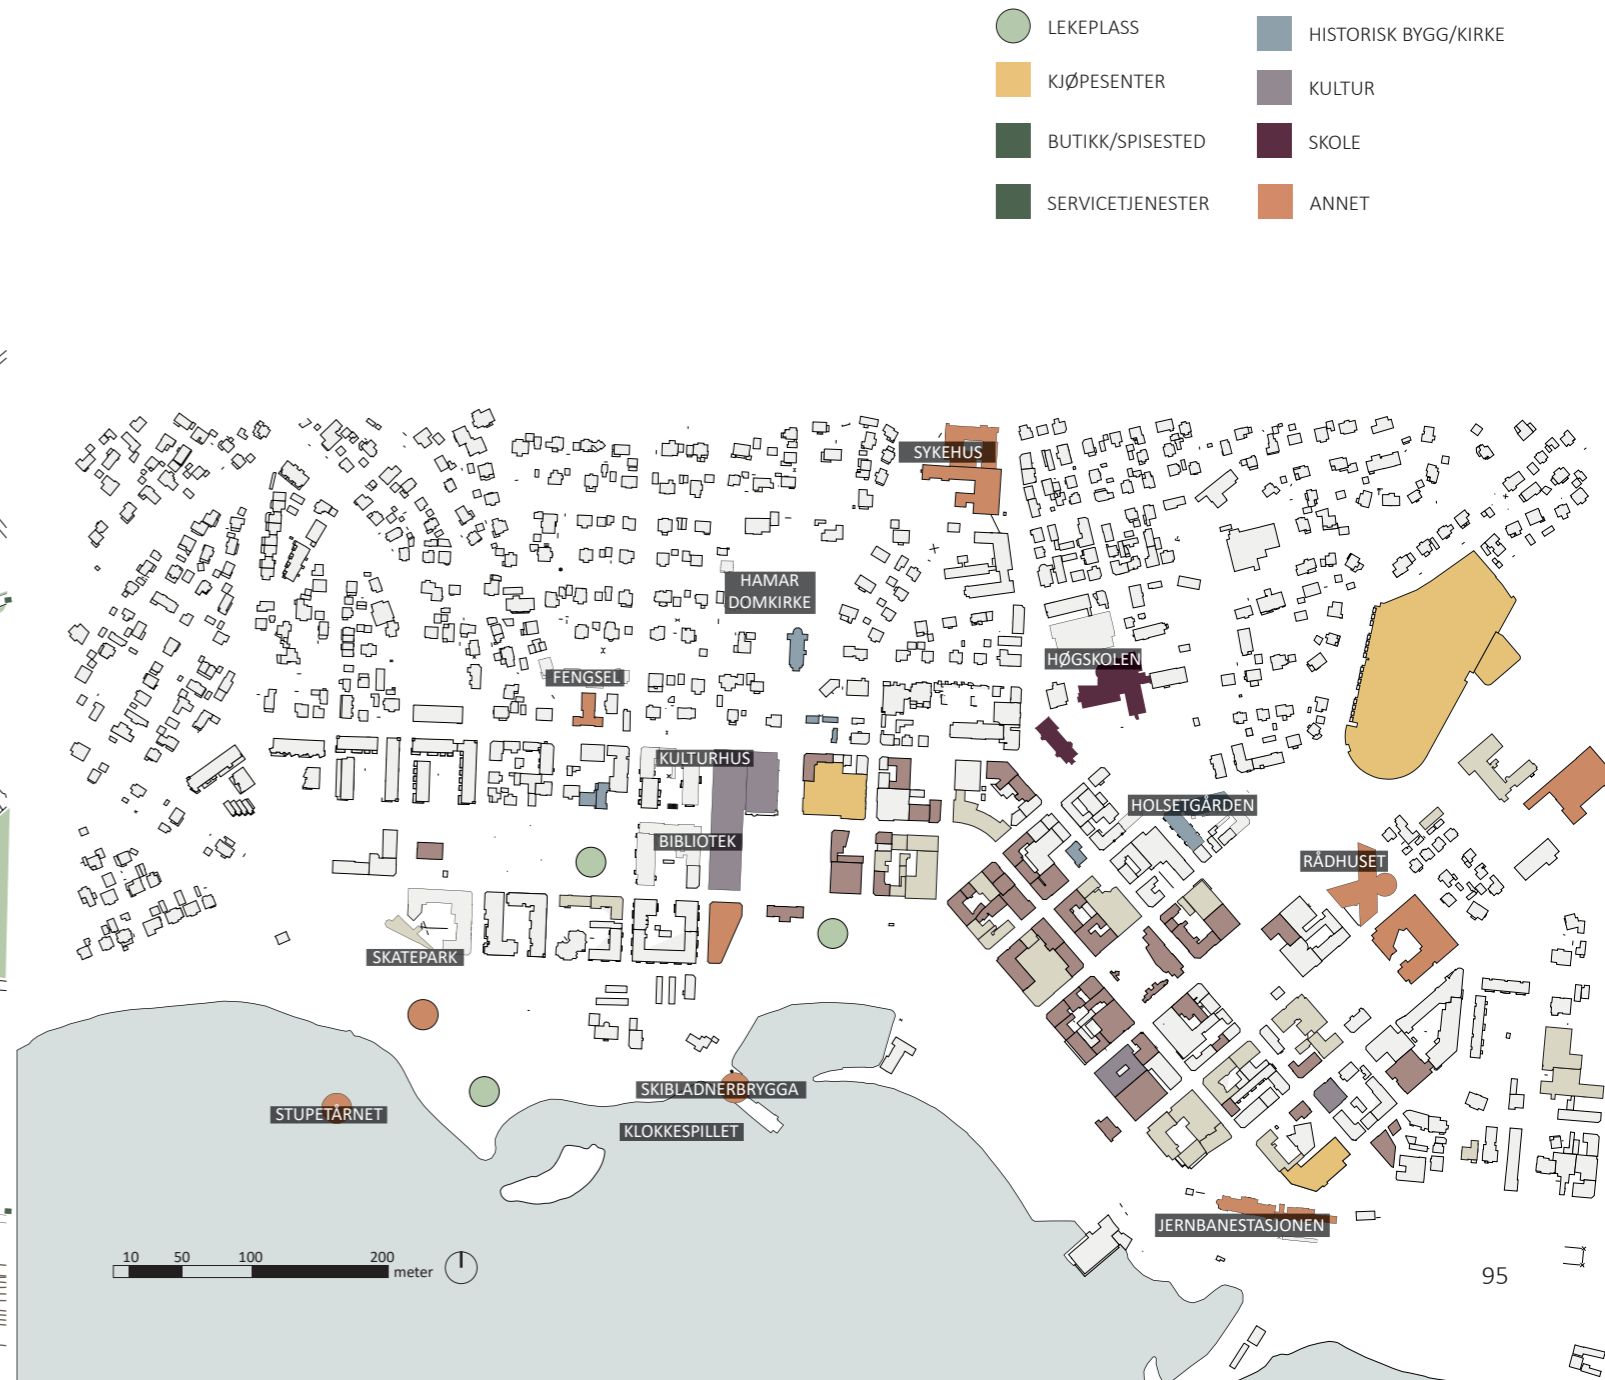 LEKEPLASS
HISTORISK BYGG/KIRKE
KJØPESENTER
KULTUR
BUTIKK/SPISESTED
SKOLE
SERVICETJENESTER
ANNET
SYKEHUS
HAMAR
DOMKIRKE
HØGSKOLEN
FENGSEL
KULTURHUS
HOLSETGÅRDEN
BIBLIOTEK
RÅDHUSET
SKATEPARK
SKIBLADNERBRYGGA
STUPETÅRNET
KLOKKESPILLET
JERNBANESTASJONEN
10 50 100 200
meter
95